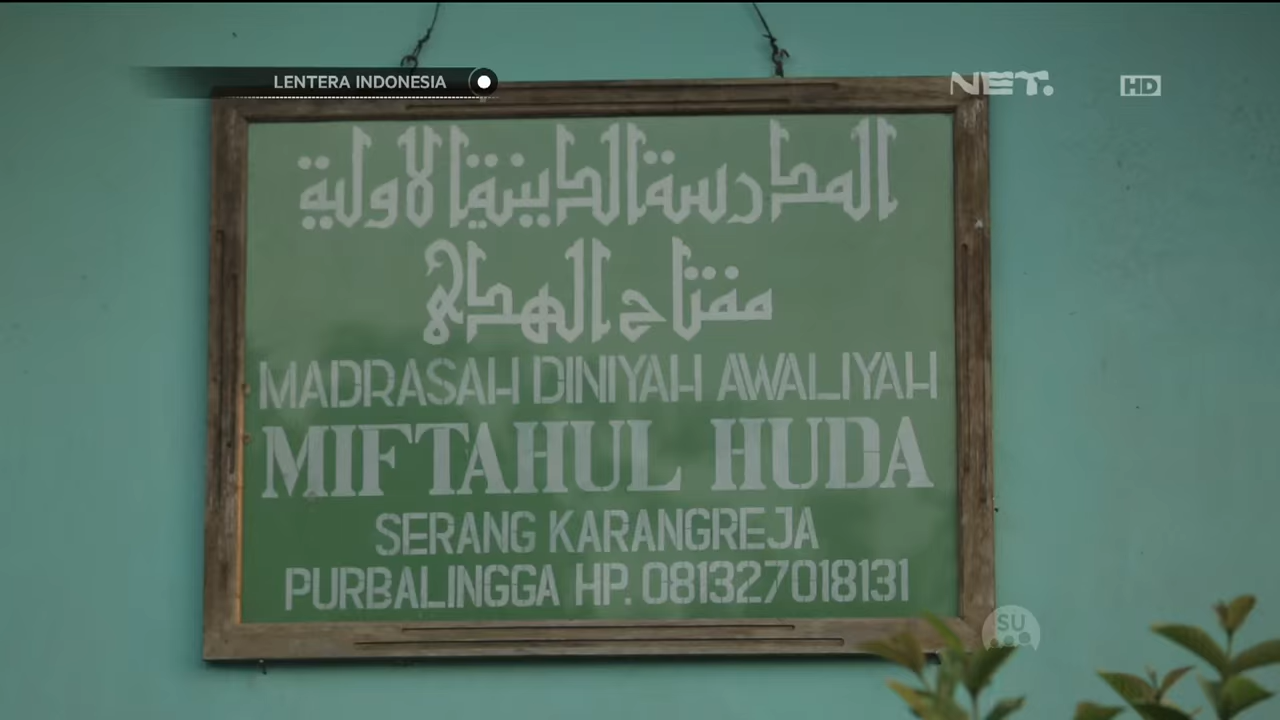 LENTERA INDONESIA
NET.
HD
المدرسة الدينية الاولية
مفتاح الهدى
MADRASAH DINIYAH AWALIYAH
MIFTAHUL HUDA
SERANG KARANGREJA
PURBALINGGA HP. 081327018131
SU